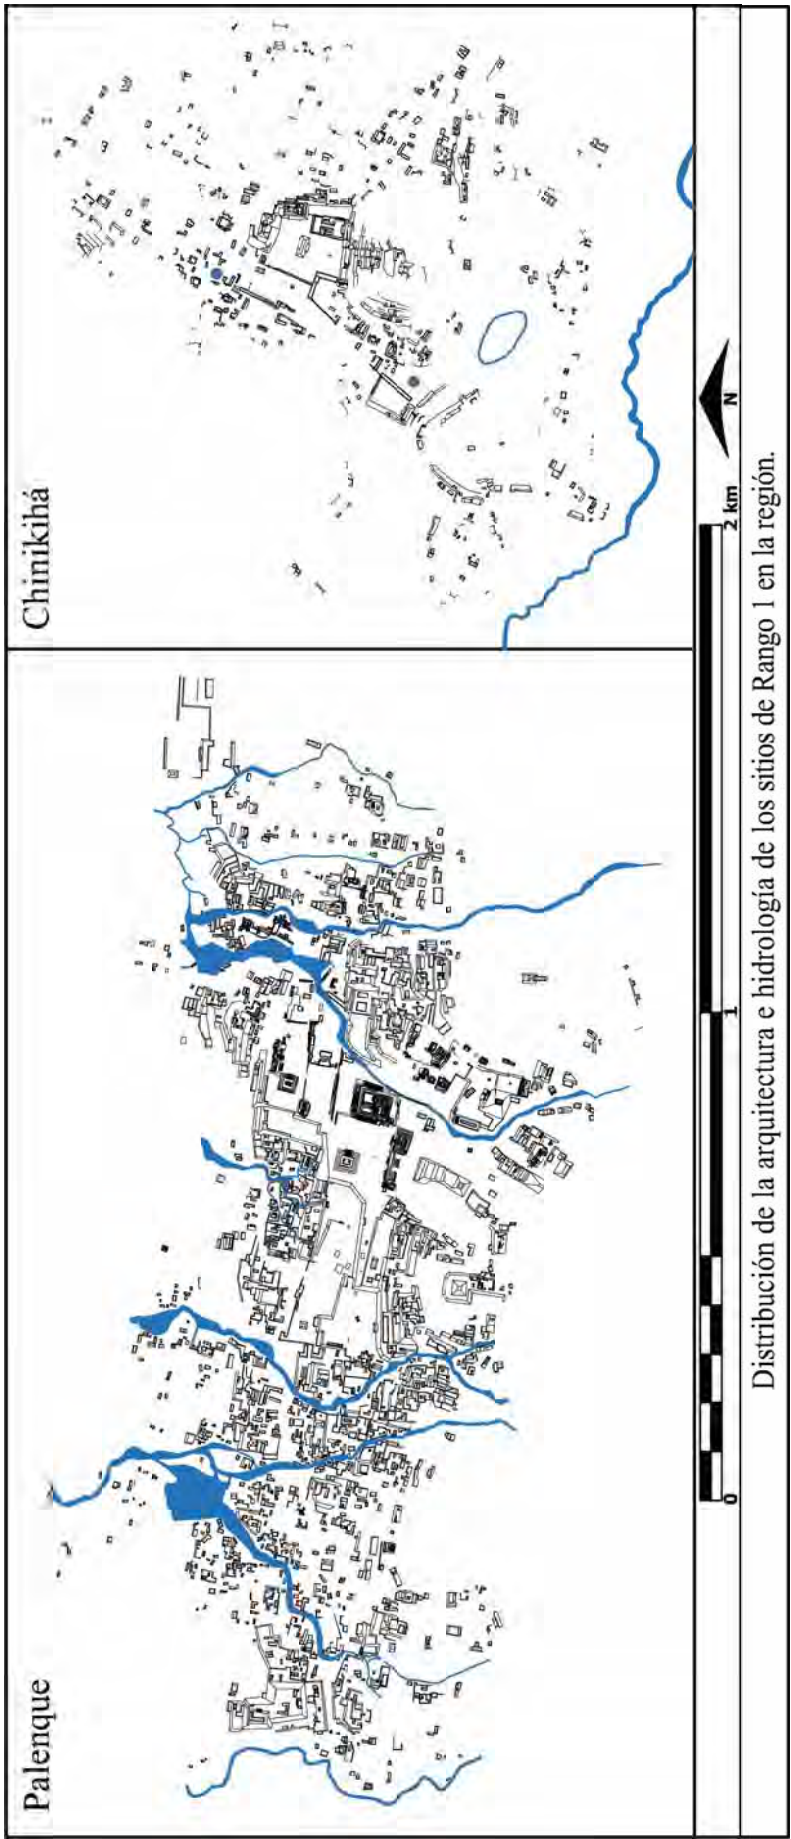 Palenque
Chinikihá
0
1
2 km
N
Distribución de la arquitectura e hidrología de los sitios de Rango 1 en la región.